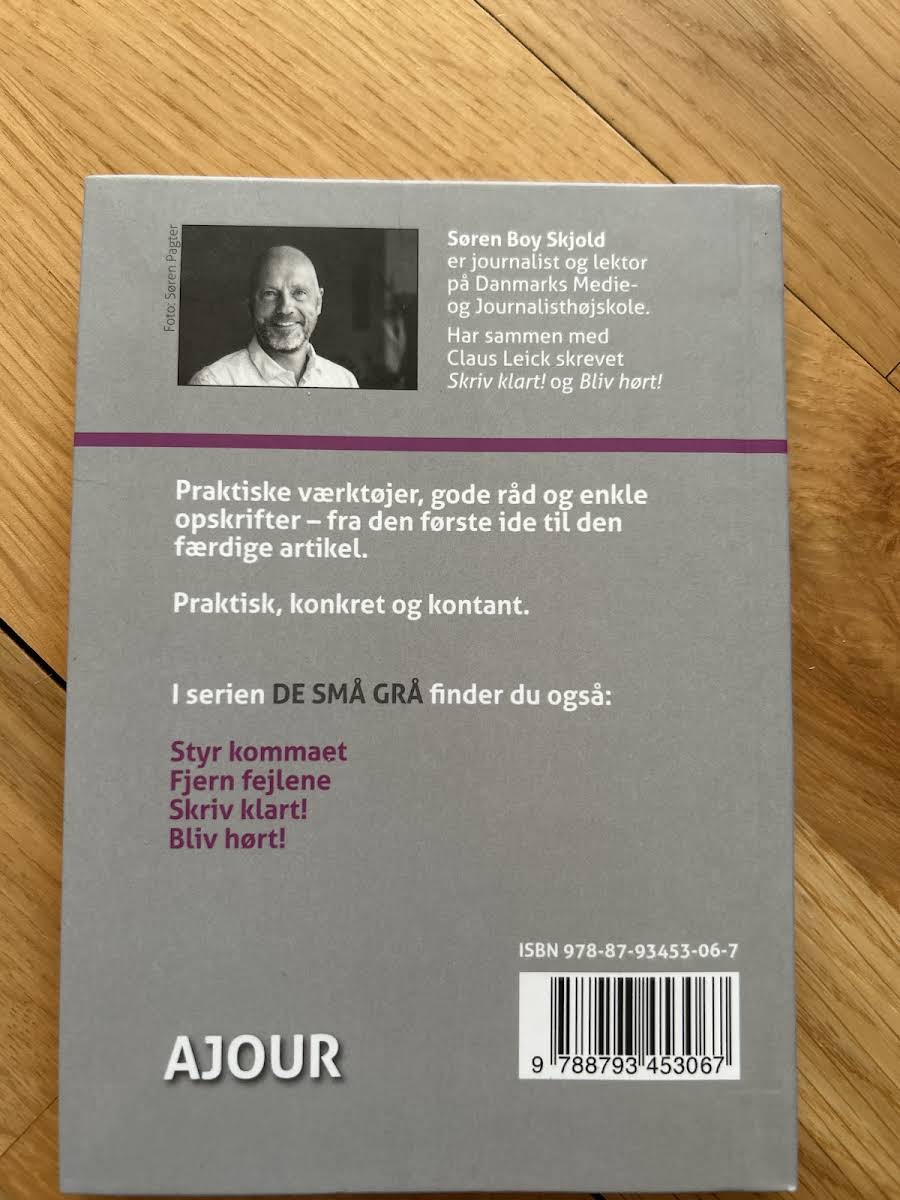 Foto: Søren Pagter
Søren Boy Skjold
er journalist og lektor
på Danmarks Medie-
og Journalisthøjskole.
Har sammen med
Claus Leick skrevet
Skriv klart! og Bliv hørt!
Praktiske værktøjer, gode råd og enkle
opskrifter – fra den første ide til den
færdige artikel.
Praktisk, konkret og kontant.
I serien DE SMÅ GRÅ finder du også:
Styr kommaet
Fjern fejlene
Skriv klart!
Bliv hørt!
ISBN 978-87-93453-06-7
9 788793 453067
AJOUR